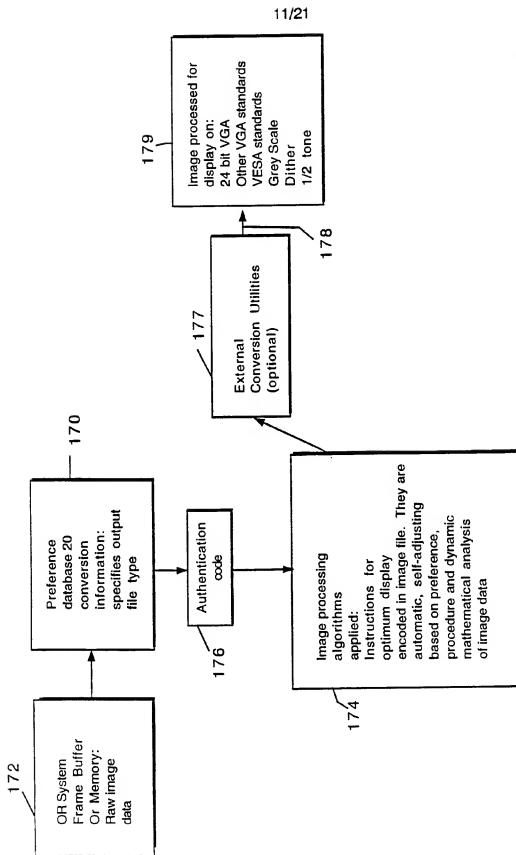 11/21
172
OR System
Frame Buffer
Or Memory:
Raw image
data
170
Preference
database 20
conversion
information:
specifies output
file type
Authentication
code
176
Image processing
algorithms
applied:
Instructions for
optimum display
encoded in image file. They are
automatic, self-adjusting
based on preference,
procedure and dynamic
mathematical analysis
of image data
174
177
External
Conversion Utilities
(optional)
178
179
Image processed for
display on:
24 bit VGA
Other VGA standards
VESA standards
Grey Scale
Dither
1/2 tone